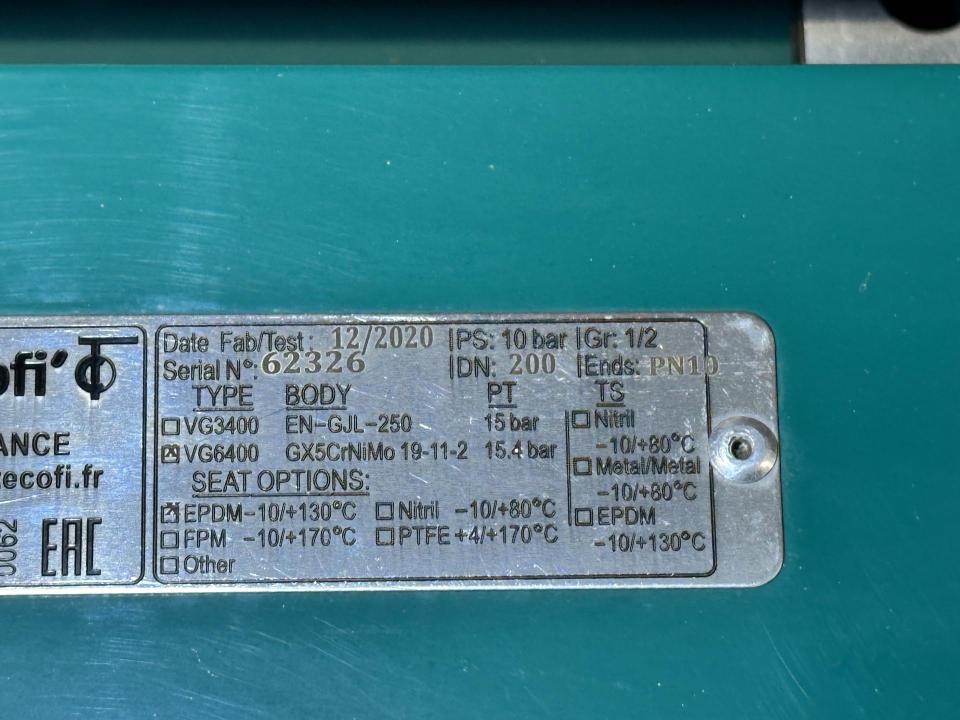 ofi
ANCE
tecofi.fr
0062
EAC
Date Fab/Test: 12/2020 PS: 10 bar Gr: 1/2
Serial N°: 62326 DN: 200 Ends: PN10
TYPE BODY PT TS
VG3400 EN-GJL-250 15 bar Nitril
-10/+80°C
VG6400 GX5CrNiMo 19-11-2 15.4 bar
Metal/Metal
SEAT OPTIONS:
-10/+60°C
EPDM -10/+130°C Nitril -10/+80°C EPDM
FPM -10/+170°C PTFE +4/+170°C -10/+130°C
Other